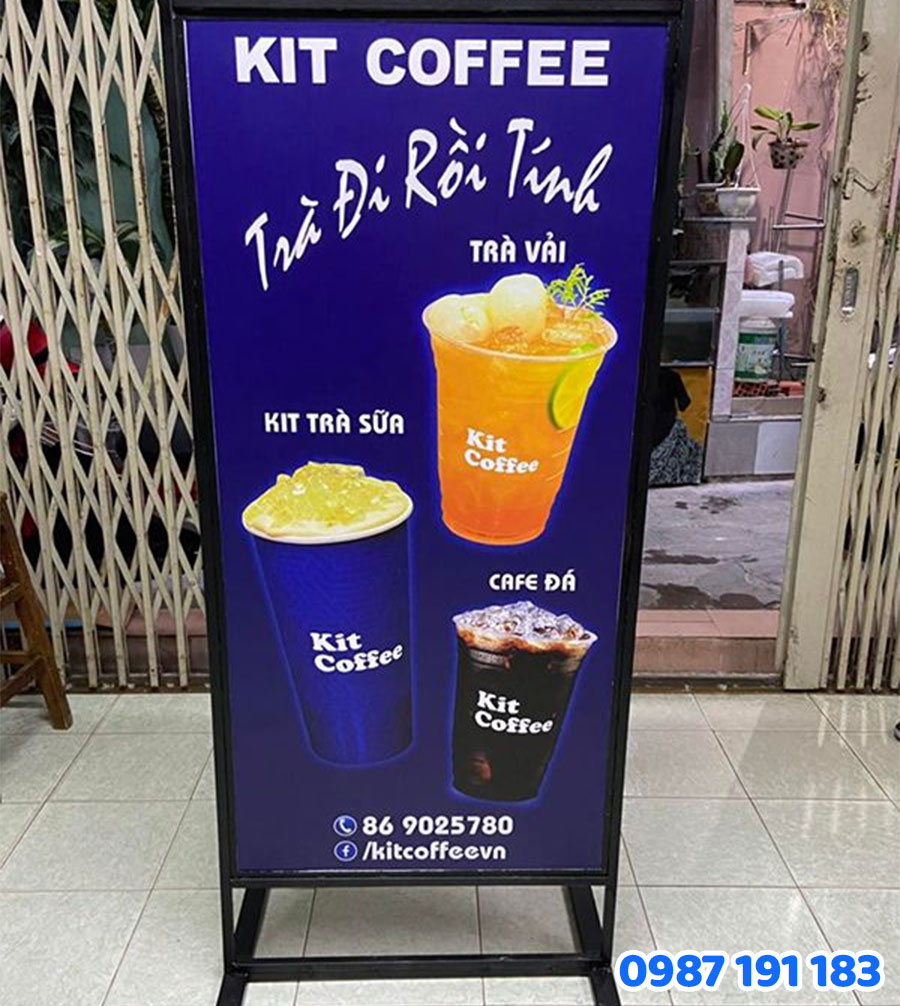 KIT COFFEE
Trà Đi Rồi Tính
TRÀ VẢI
Kit
Coffee
KIT TRÀ SỮA
Kit
Coffee
CAFE ĐÁ
Kit
Coffee
86 9025780
/kitcoffeevn
0987 191 183